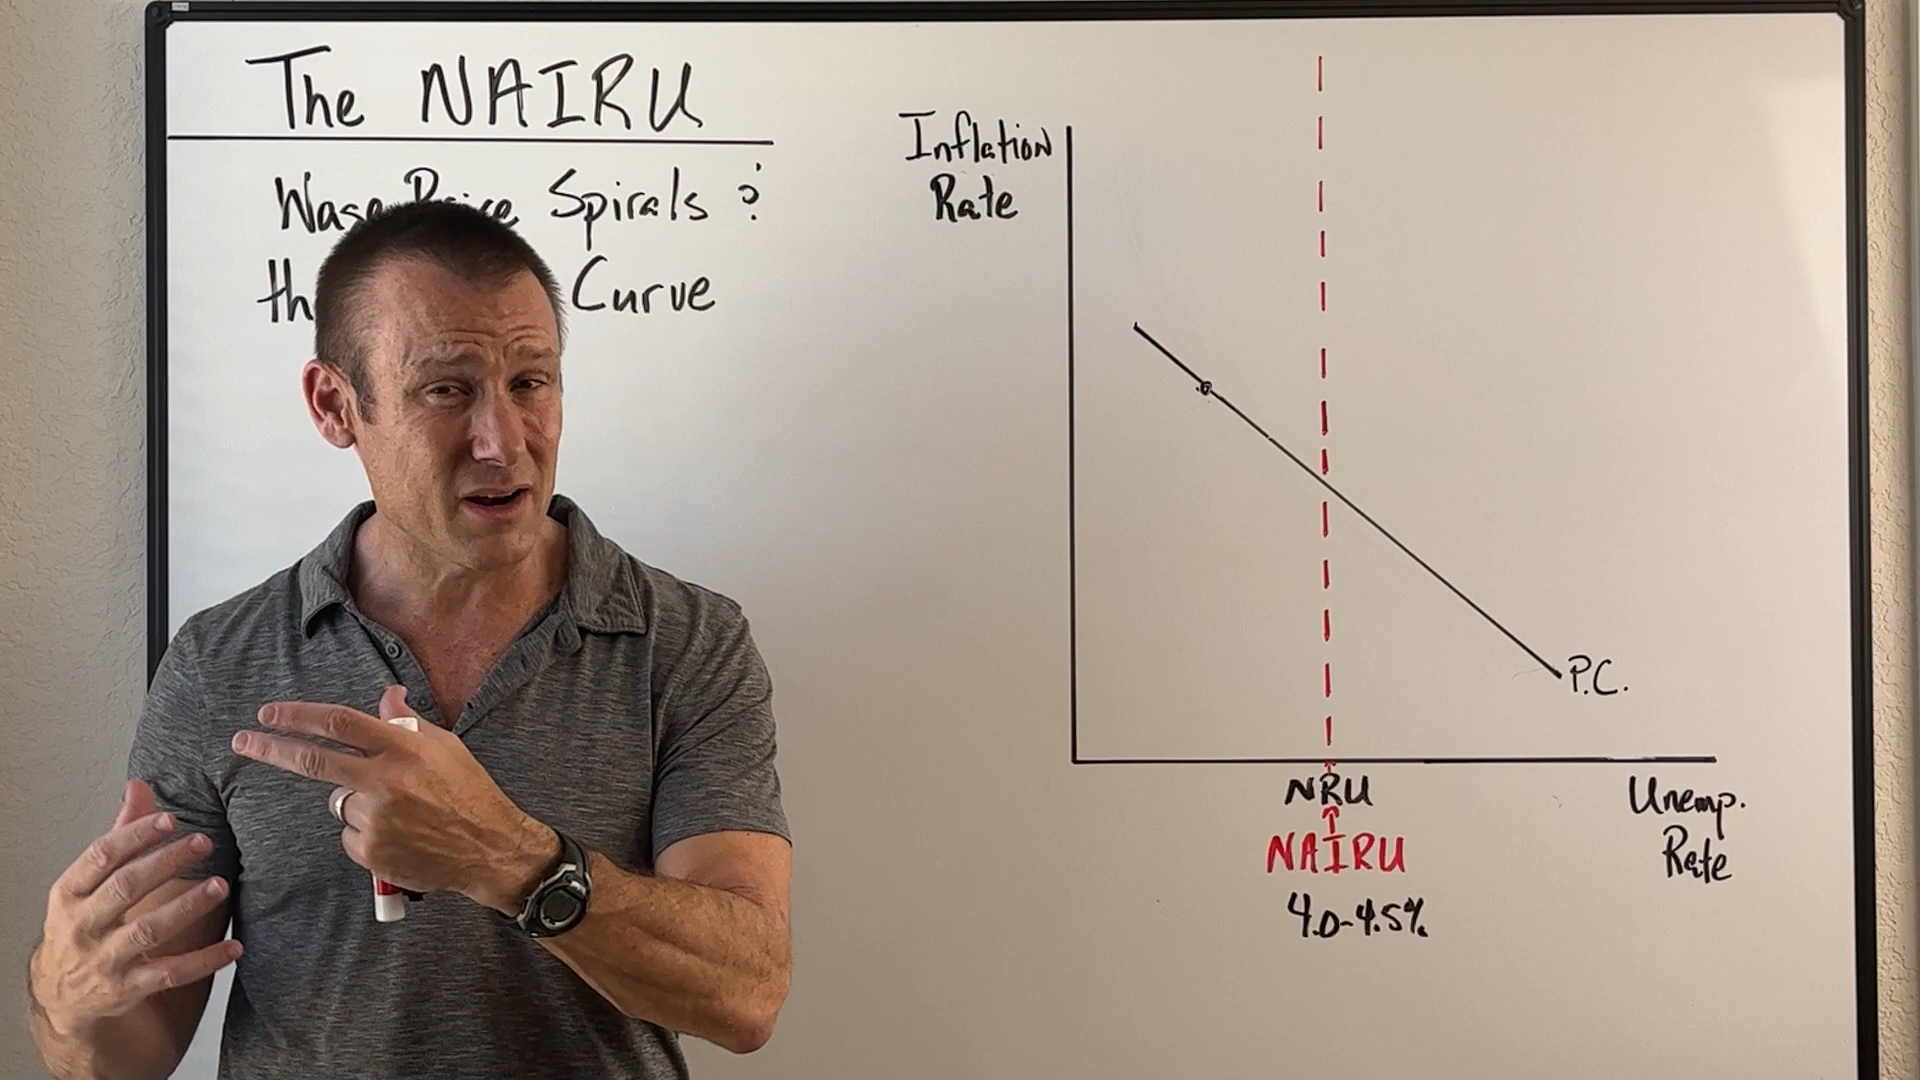 The NAIRU
Spirals &
Curve
Inflation
Rate
P.C.
NRU
NAIRU
4.0-4.5%
Unemp.
Rate